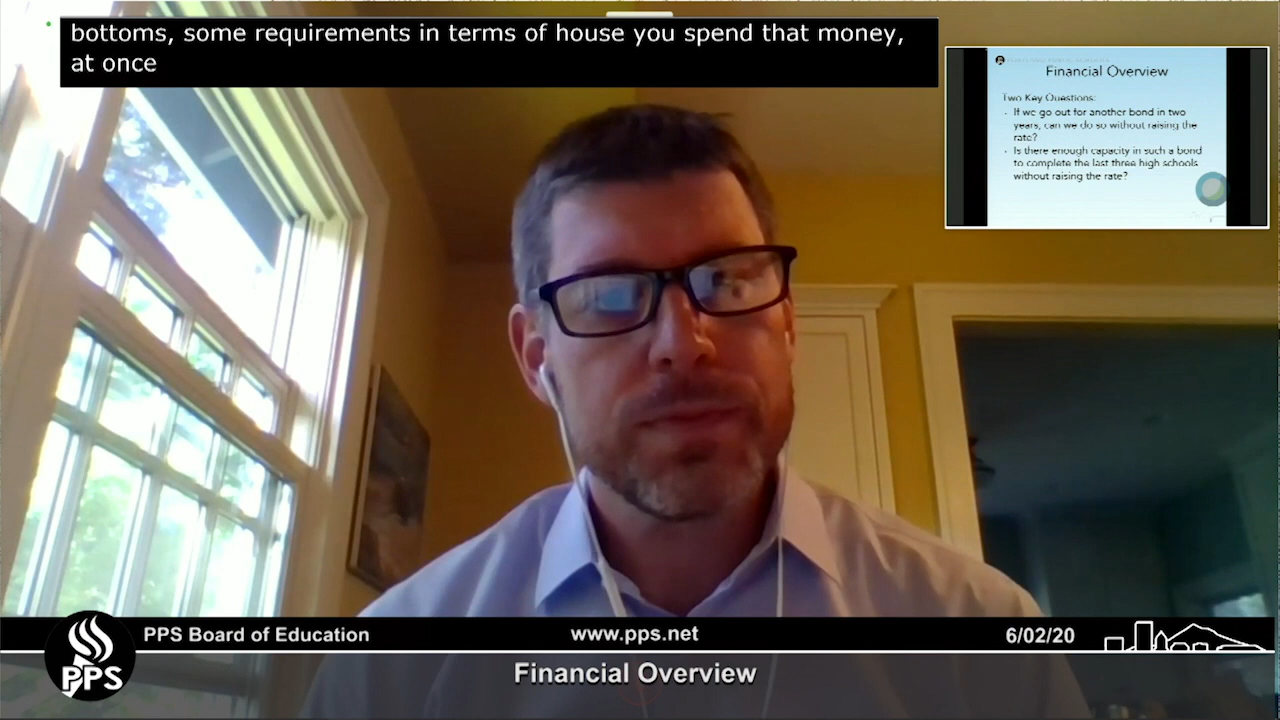 bottoms, some requirements in terms of house you spend that money,
at once
Financial Overview
Two Key Questions:
· If we go out for another bond in two
years, can we do so without raising the
rate?
· Is there enough capacity in such a bond
to complete the last three high schools
without raising the rate?
PPS Board of Education
www.pps.net
6/02/20
PPS
Financial Overview